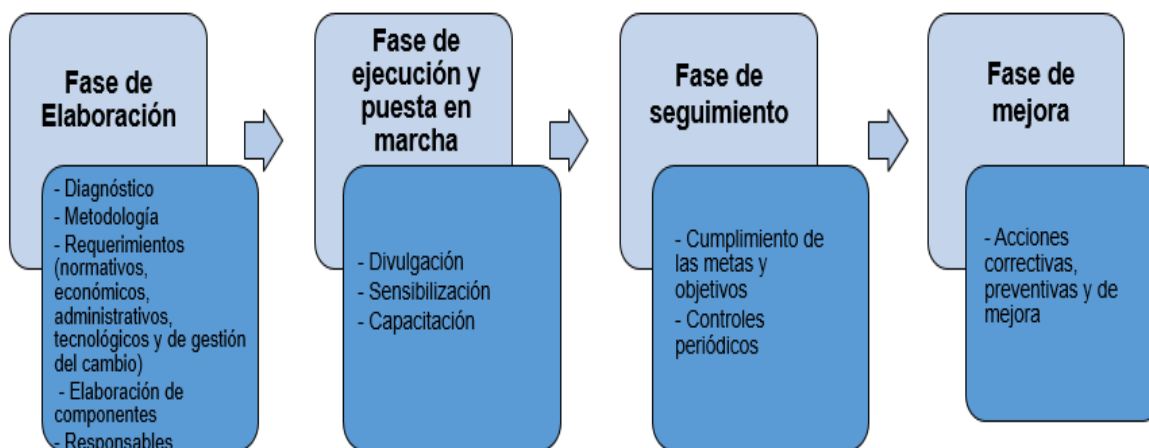 Fase de
Elaboración
- Diagnóstico
- Metodología
- Requerimientos
(normativos,
económicos,
administrativos,
tecnológicos y de gestión
del cambio)
- Elaboración de
componentes
- Responsables
Fase de
ejecución y
puesta en
marcha
- Divulgación
- Sensibilización
- Capacitación
Fase de
seguimiento
- Cumplimiento de
las metas y
objetivos
- Controles
periódicos
Fase de
mejora
- Acciones
correctivas,
preventivas y de
mejora